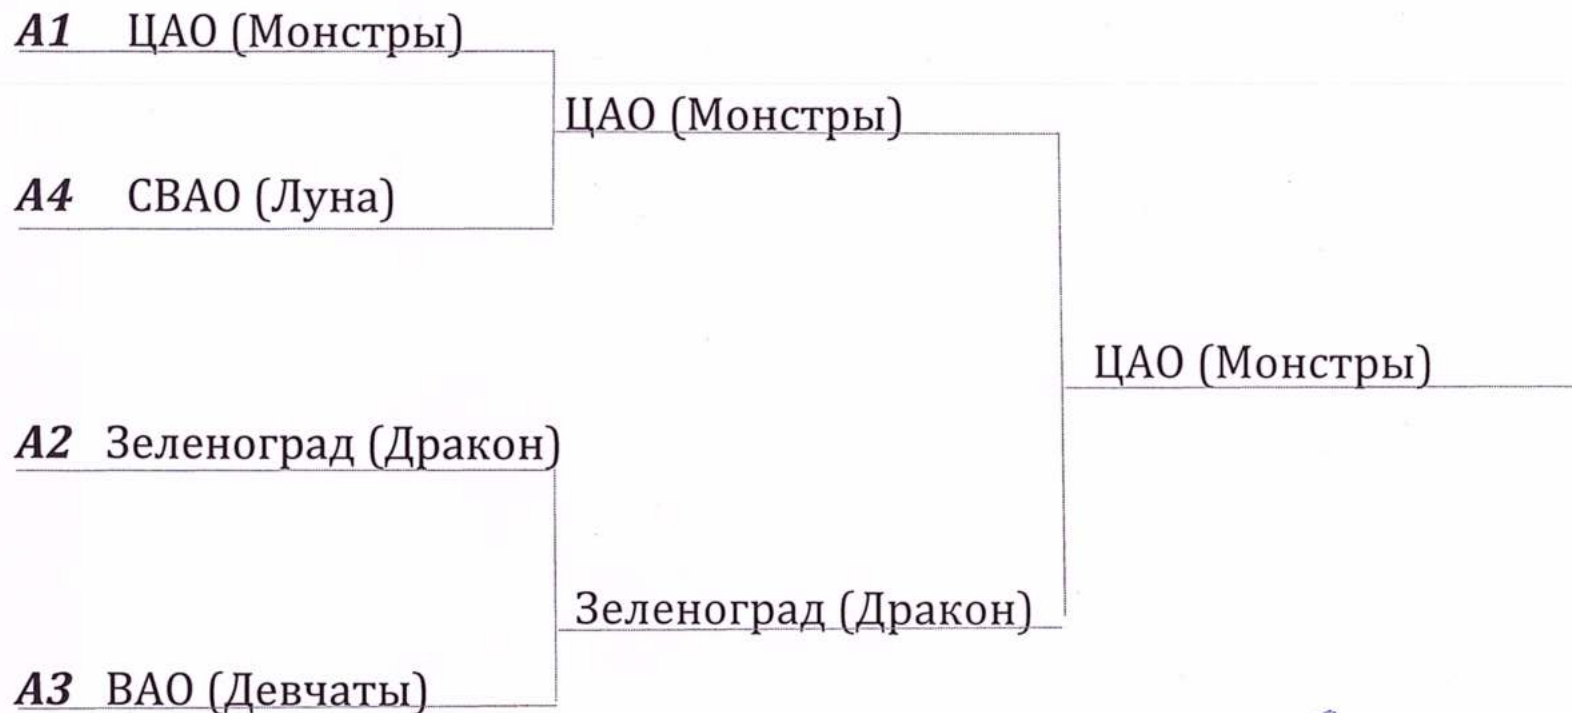 A1 ЦАО (Монстры)
ЦАО (Монстры)
A4 СВАО (Луна)
ЦАО (Монстры)
A2 Зеленоград (Дракон)
Зеленоград (Дракон)
A3 ВАО (Девчаты)